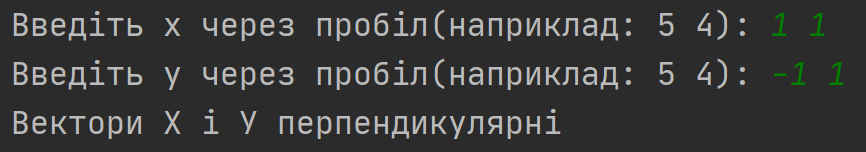 Введіть x через пробіл(наприклад: 5 4): 1 1
Введіть y через пробіл(наприклад: 5 4): -1 1
Вектори X і У перпендикулярні